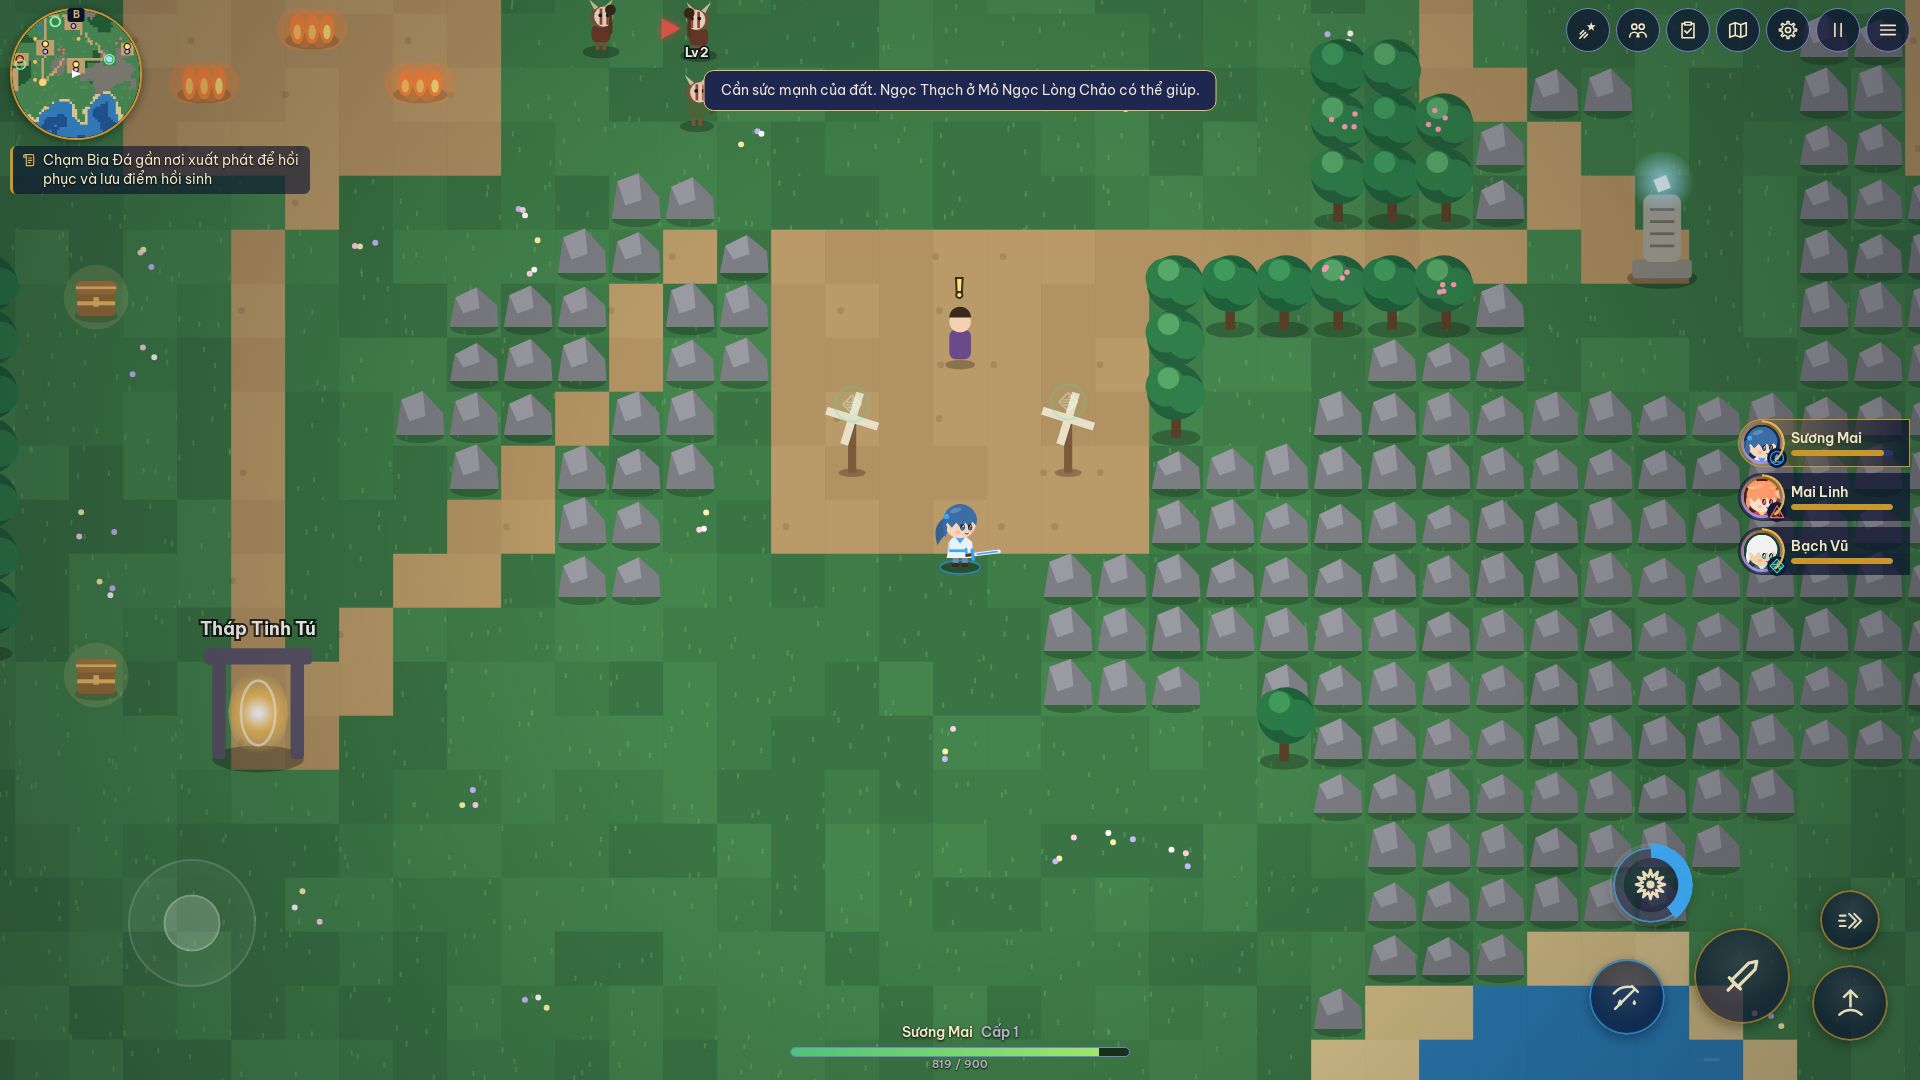 B
Lv 2
Cần sức mạnh của đất. Ngọc Thạch ở Mỏ Ngọc Lòng Chảo có thể giúp.
Chạm Bia Đá gần nơi xuất phát để hồi
phục và lưu điểm hồi sinh
!
Sương Mai
Mai Linh
Bạch Vũ
Tháp Tinh Tú
Sương Mai Cấp 1
819 / 900